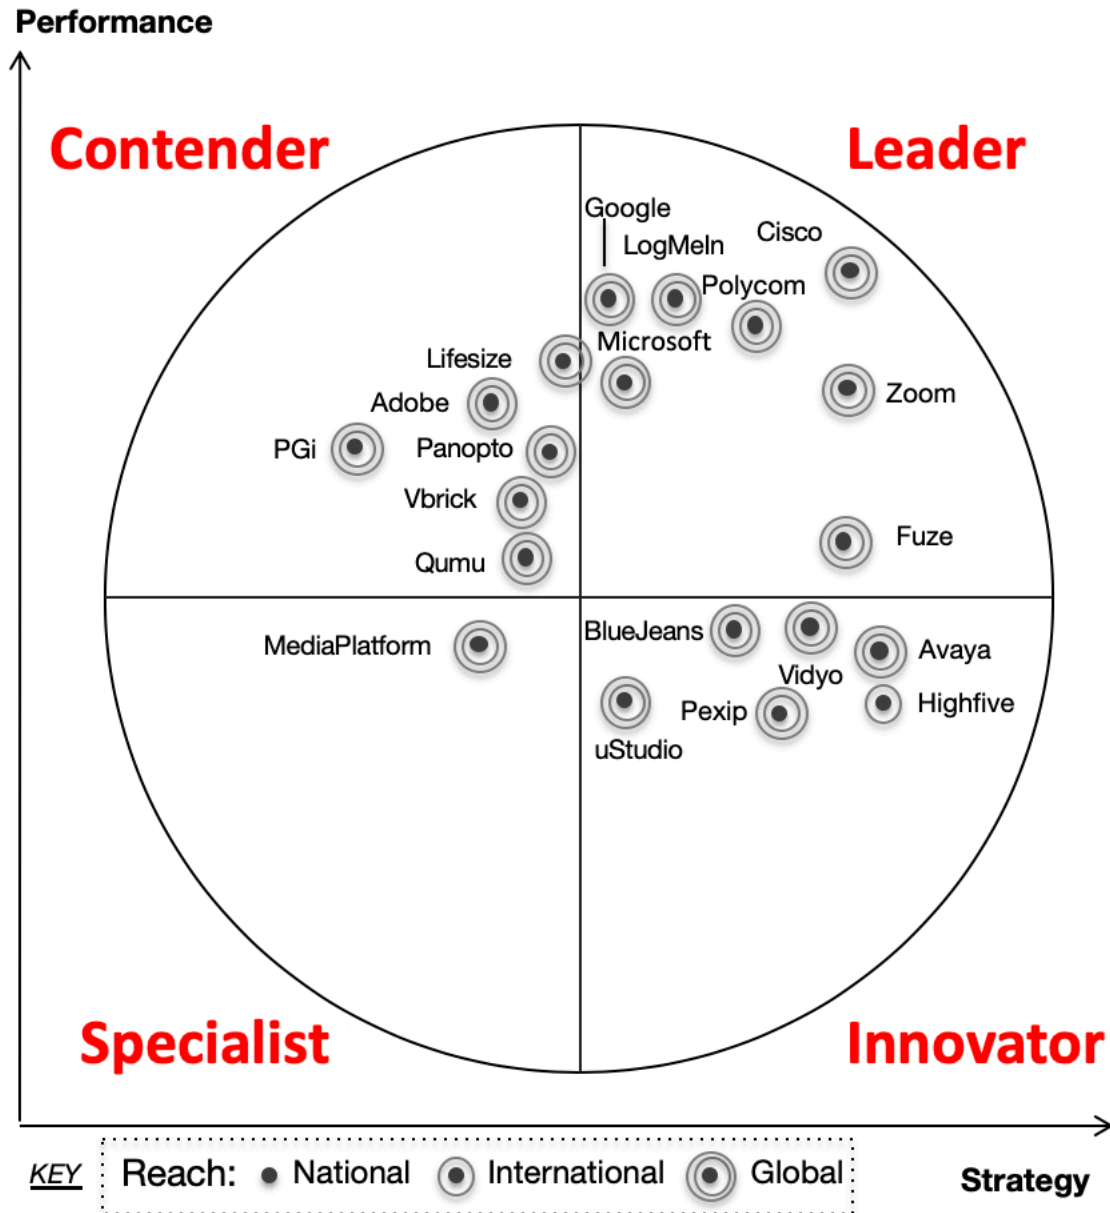 Performance
Contender
Leader
Google
Cisco
LogMeIn
Polycom
Microsoft
Lifesize
Zoom
Adobe
PGi
Panopto
Vbrick
Fuze
Qumu
BlueJeans
MediaPlatform
Avaya
Vidyo
Highfive
Pexip
uStudio
Specialist
Innovator
KEY Reach: National International Global
Strategy